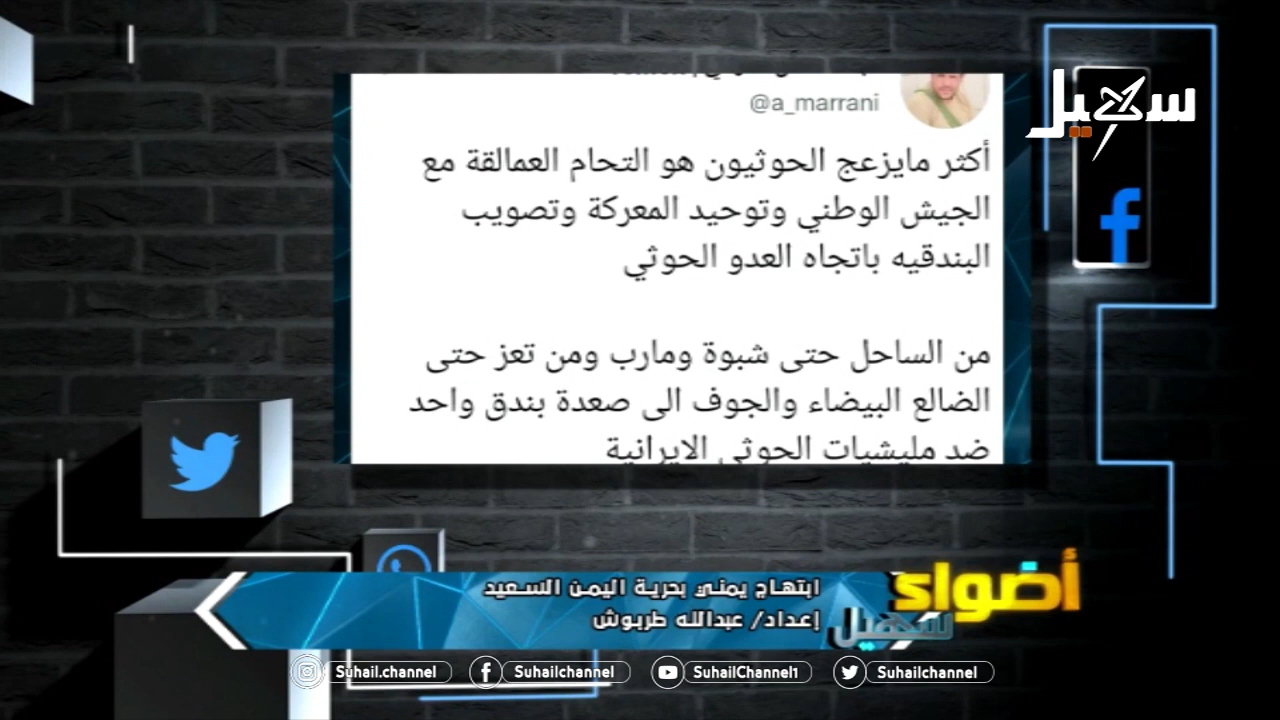 سهيل
@a_marrani
أكثر مايزعج الحوثيون هو التحام العمالقة مع
الجيش الوطني وتوحيد المعركة وتصويب
البندقيه باتجاه العدو الحوثي
من الساحل حتى شبوة ومارب ومن تعز حتى
الضالع البيضاء والجوف الى صعدة بندق واحد
ضد مليشيات الحوثي الايرانية
أضواء
سهيل
ابتهاج يمني بحرية اليمن السعيد
إعداد/ عبدالله طربوش
Suhail.channel
Suhailchannel
SuhailChannel1
Suhailchannel